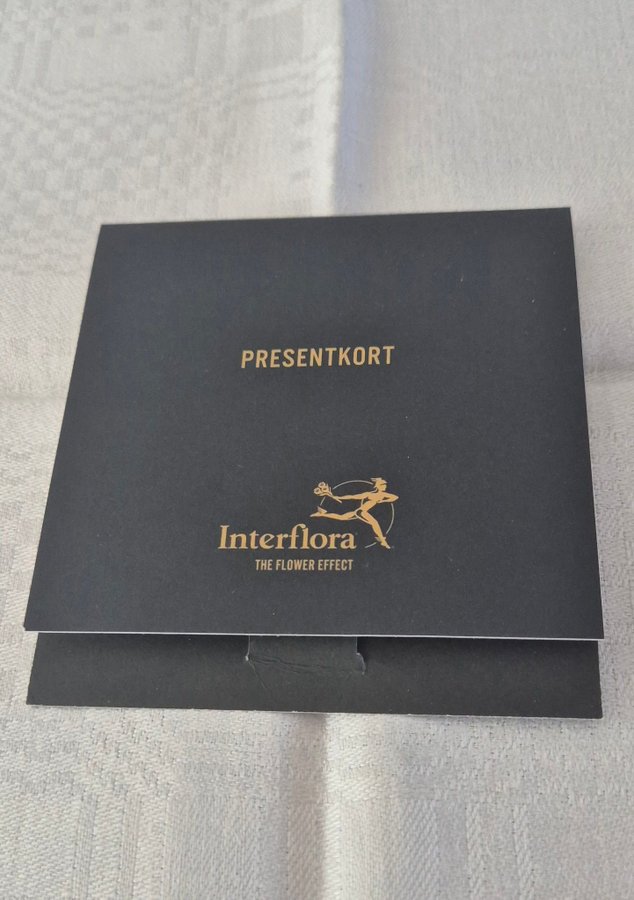 PRESENTKORT
Interflora
THE FLOWER EFFECT